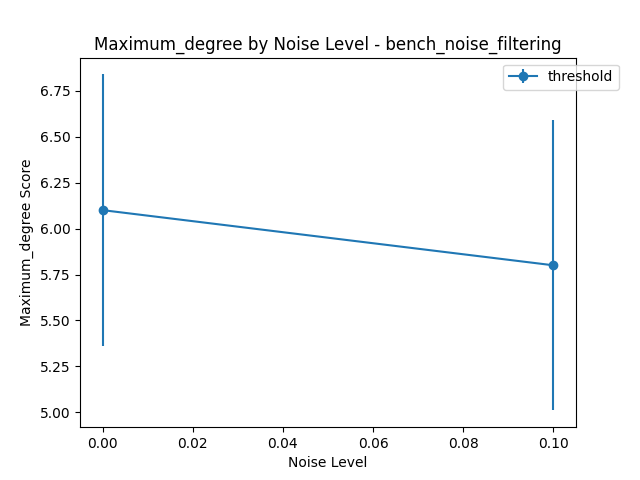 Maximum_degree by Noise Level - bench_noise_filtering
threshold
Maximum_degree Score
6.75
6.50
6.25
6.00
5.75
5.50
5.25
5.00
0.00 0.02 0.04 0.06 0.08 0.10
Noise Level